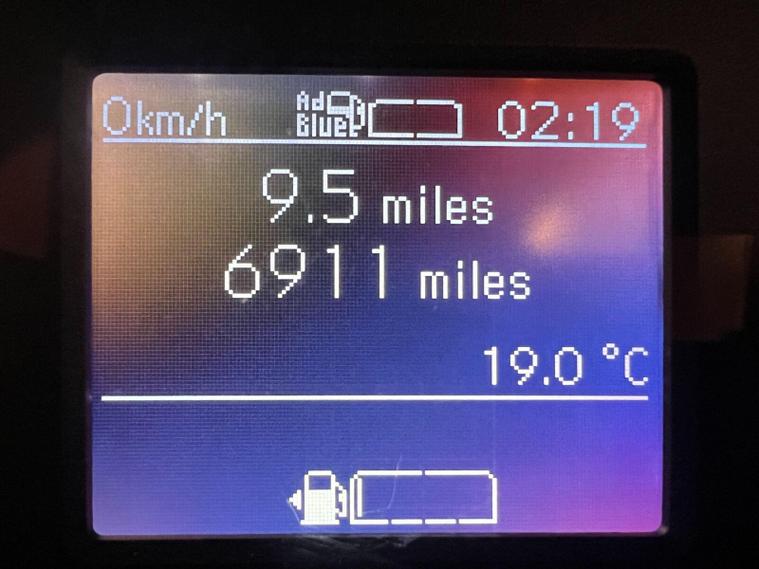 0km/h Ad Blue 02:19
9.5 miles
6911 miles
19.0 °C